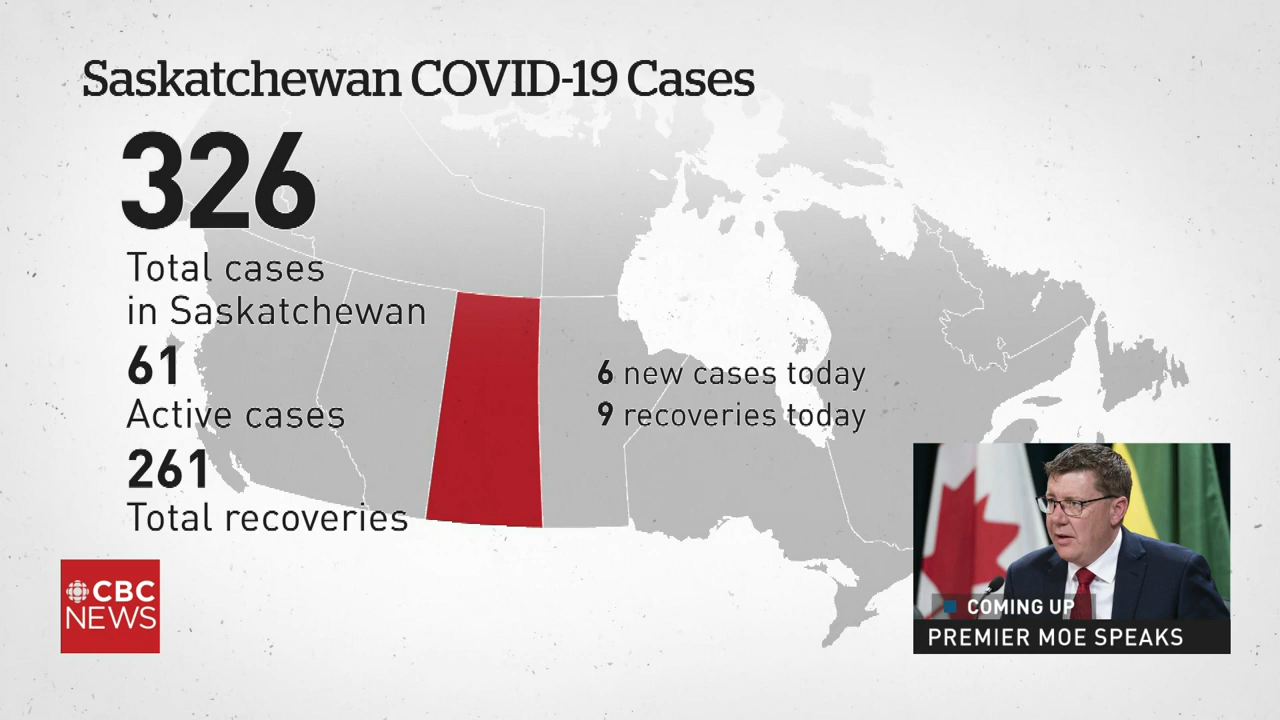 Saskatchewan COVID-19 Cases
326
Total cases
in Saskatchewan
61
Active cases
261
Total recoveries
6 new cases today
9 recoveries today
CBC
NEWS
COMING UP
PREMIER MOE SPEAKS